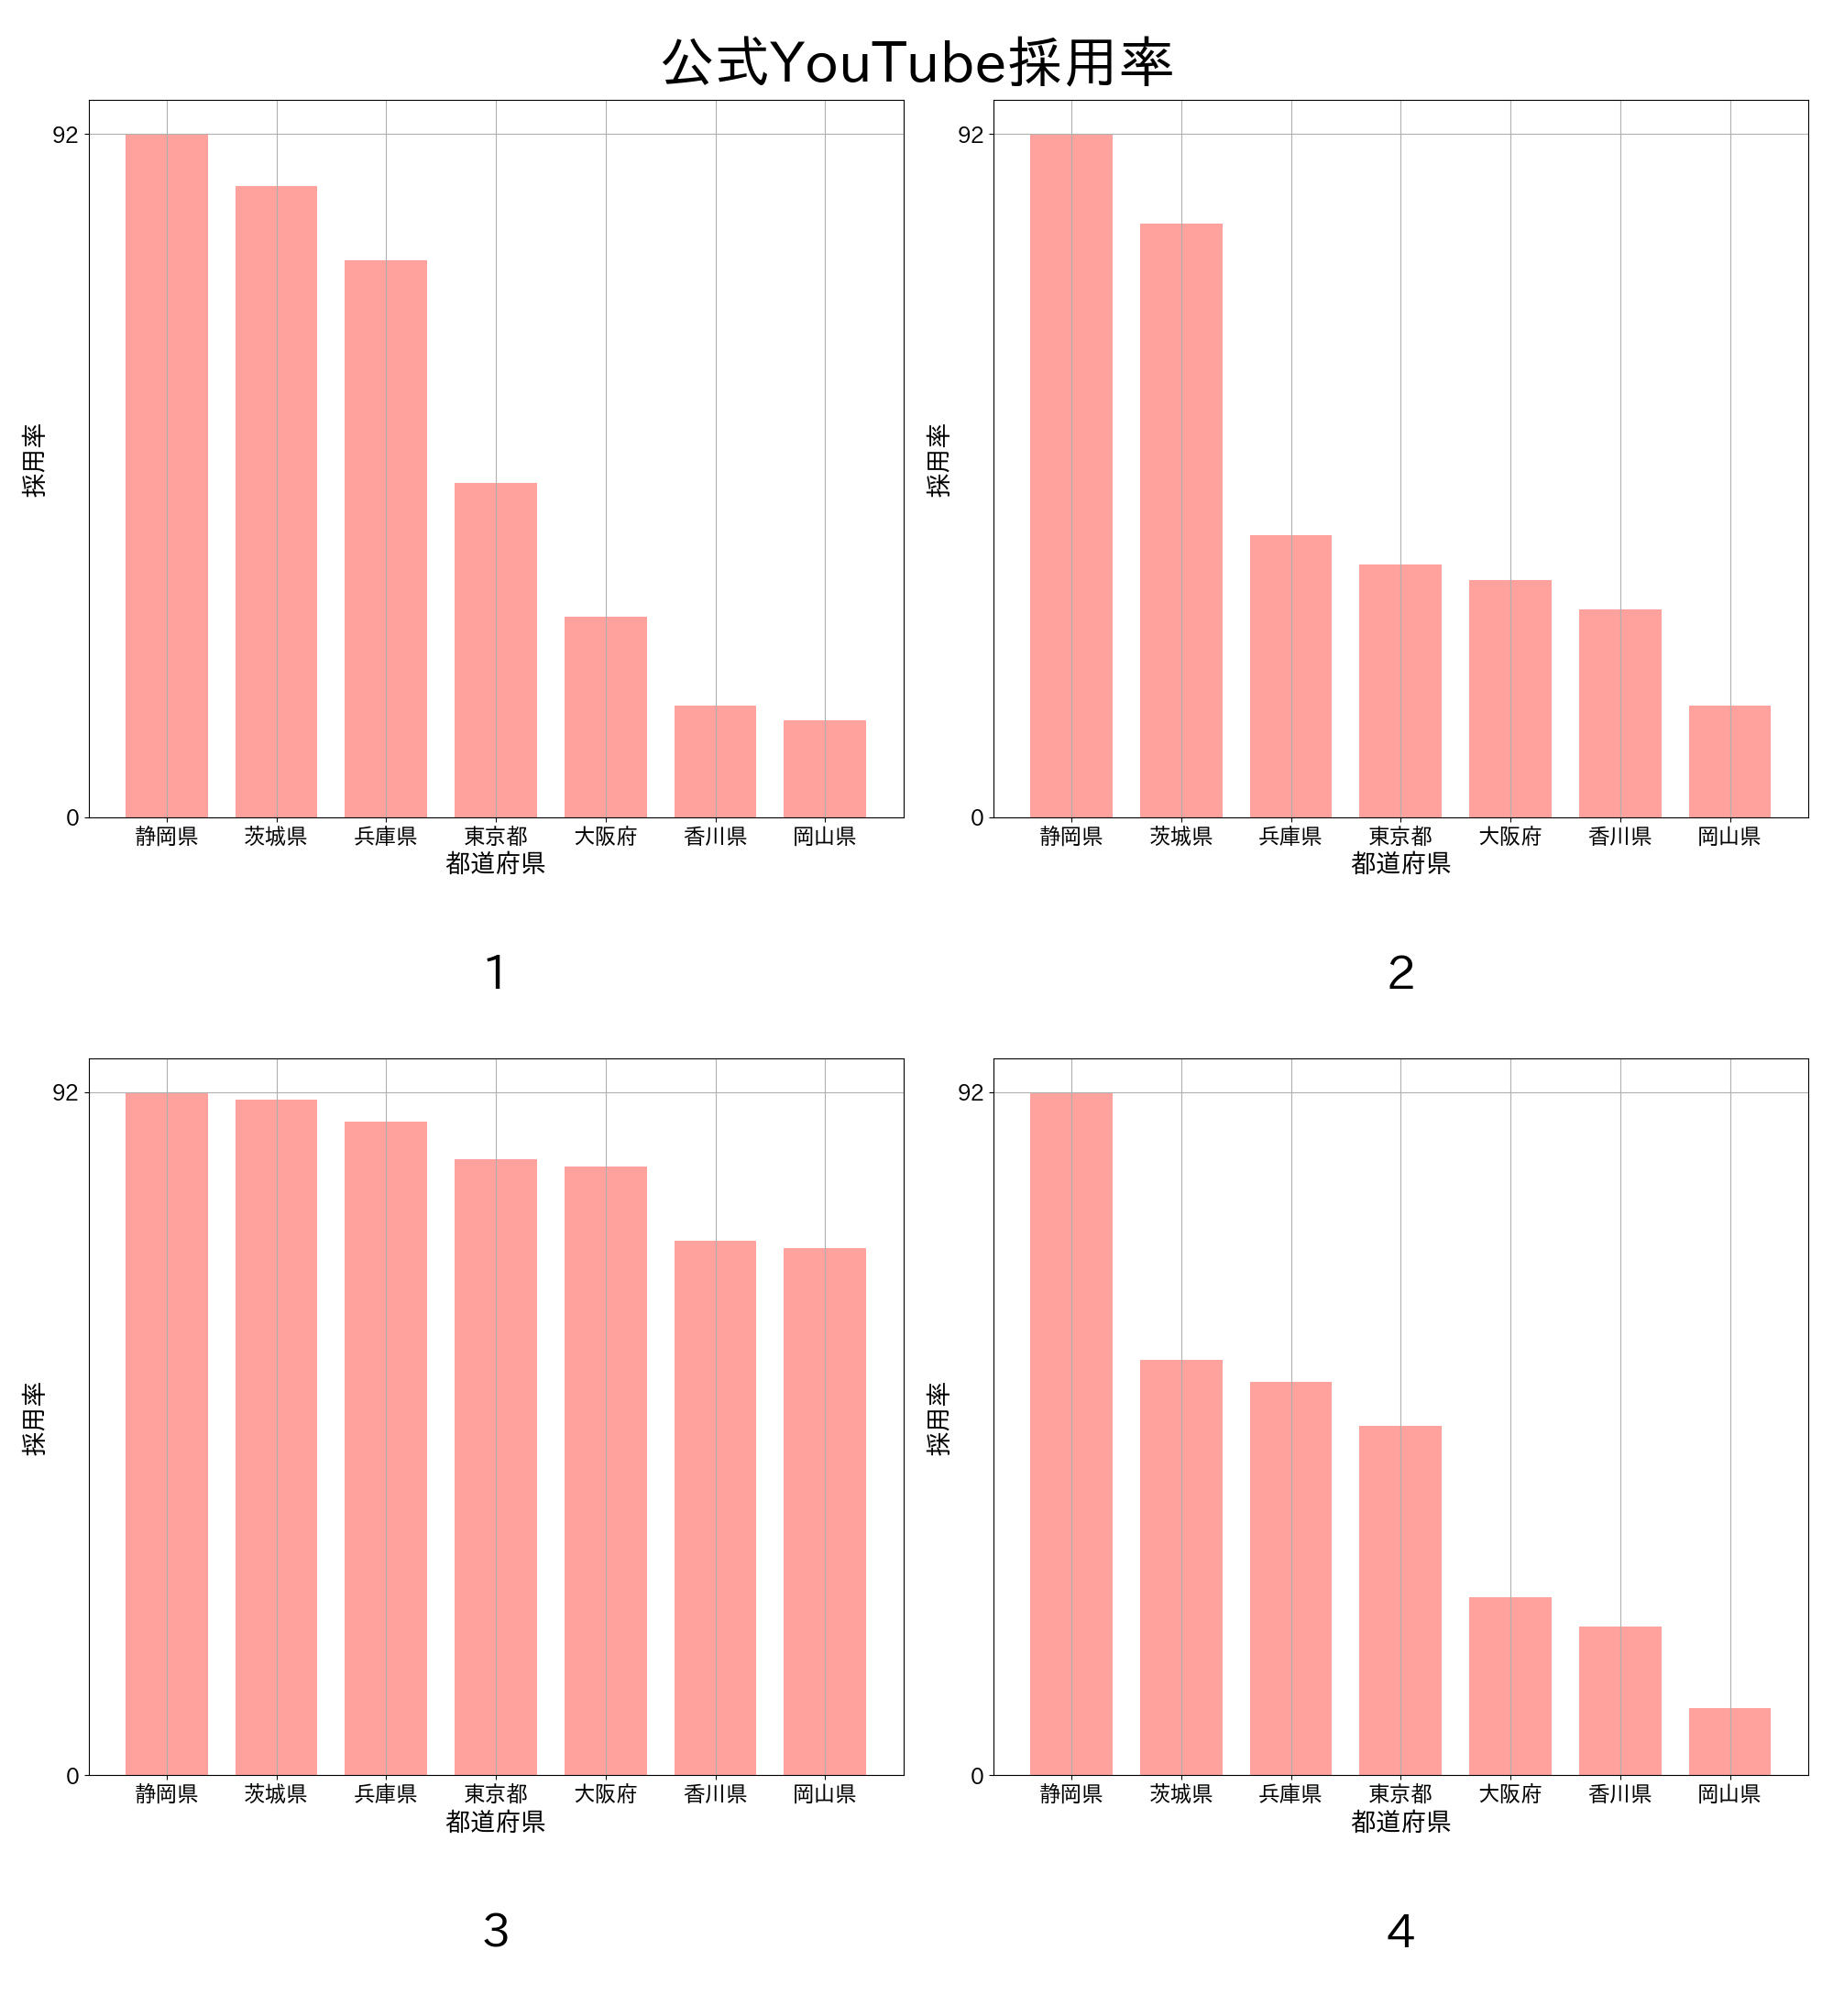 公式YouTube採用率
92
0
採用率
静岡県 茨城県 兵庫県 東京都 大阪府 香川県 岡山県
都道府県
1
92
0
採用率
静岡県 茨城県 兵庫県 東京都 大阪府 香川県 岡山県
都道府県
2
92
0
採用率
静岡県 茨城県 兵庫県 東京都 大阪府 香川県 岡山県
都道府県
3
92
0
採用率
静岡県 茨城県 兵庫県 東京都 大阪府 香川県 岡山県
都道府県
4